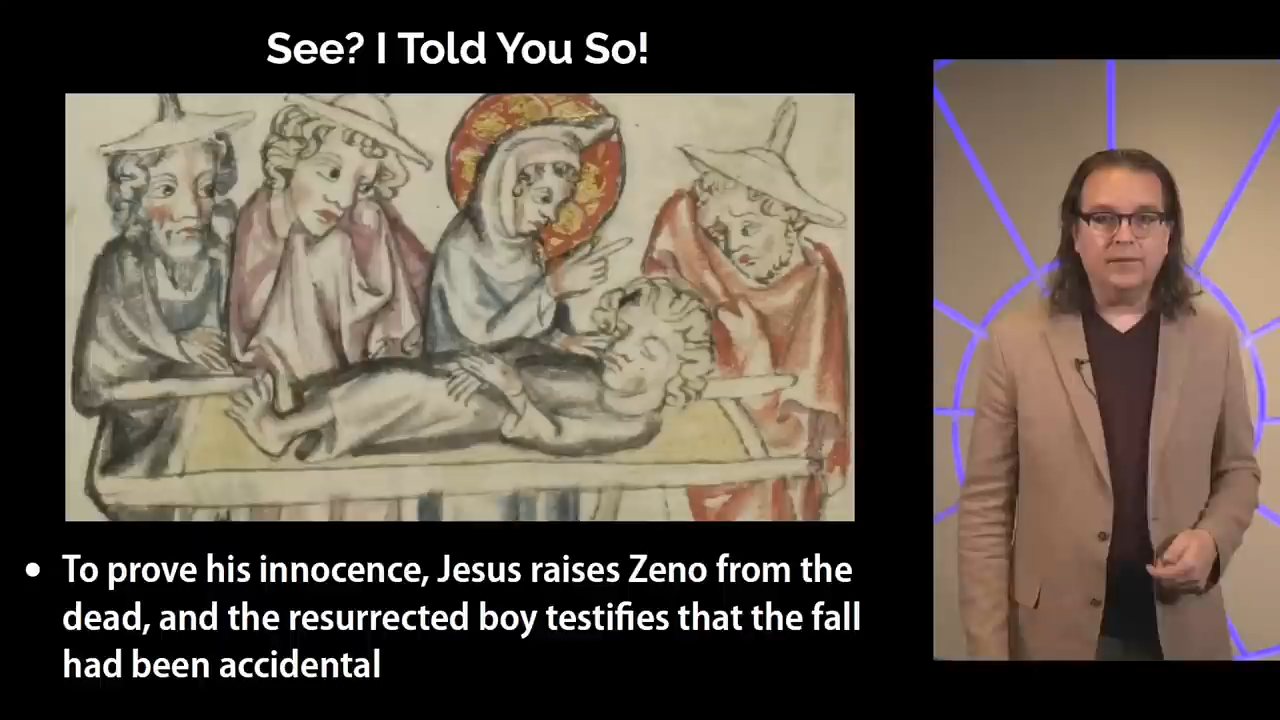 See? I Told You So!
• To prove his innocence, Jesus raises Zeno from the
dead, and the resurrected boy testifies that the fall
had been accidental